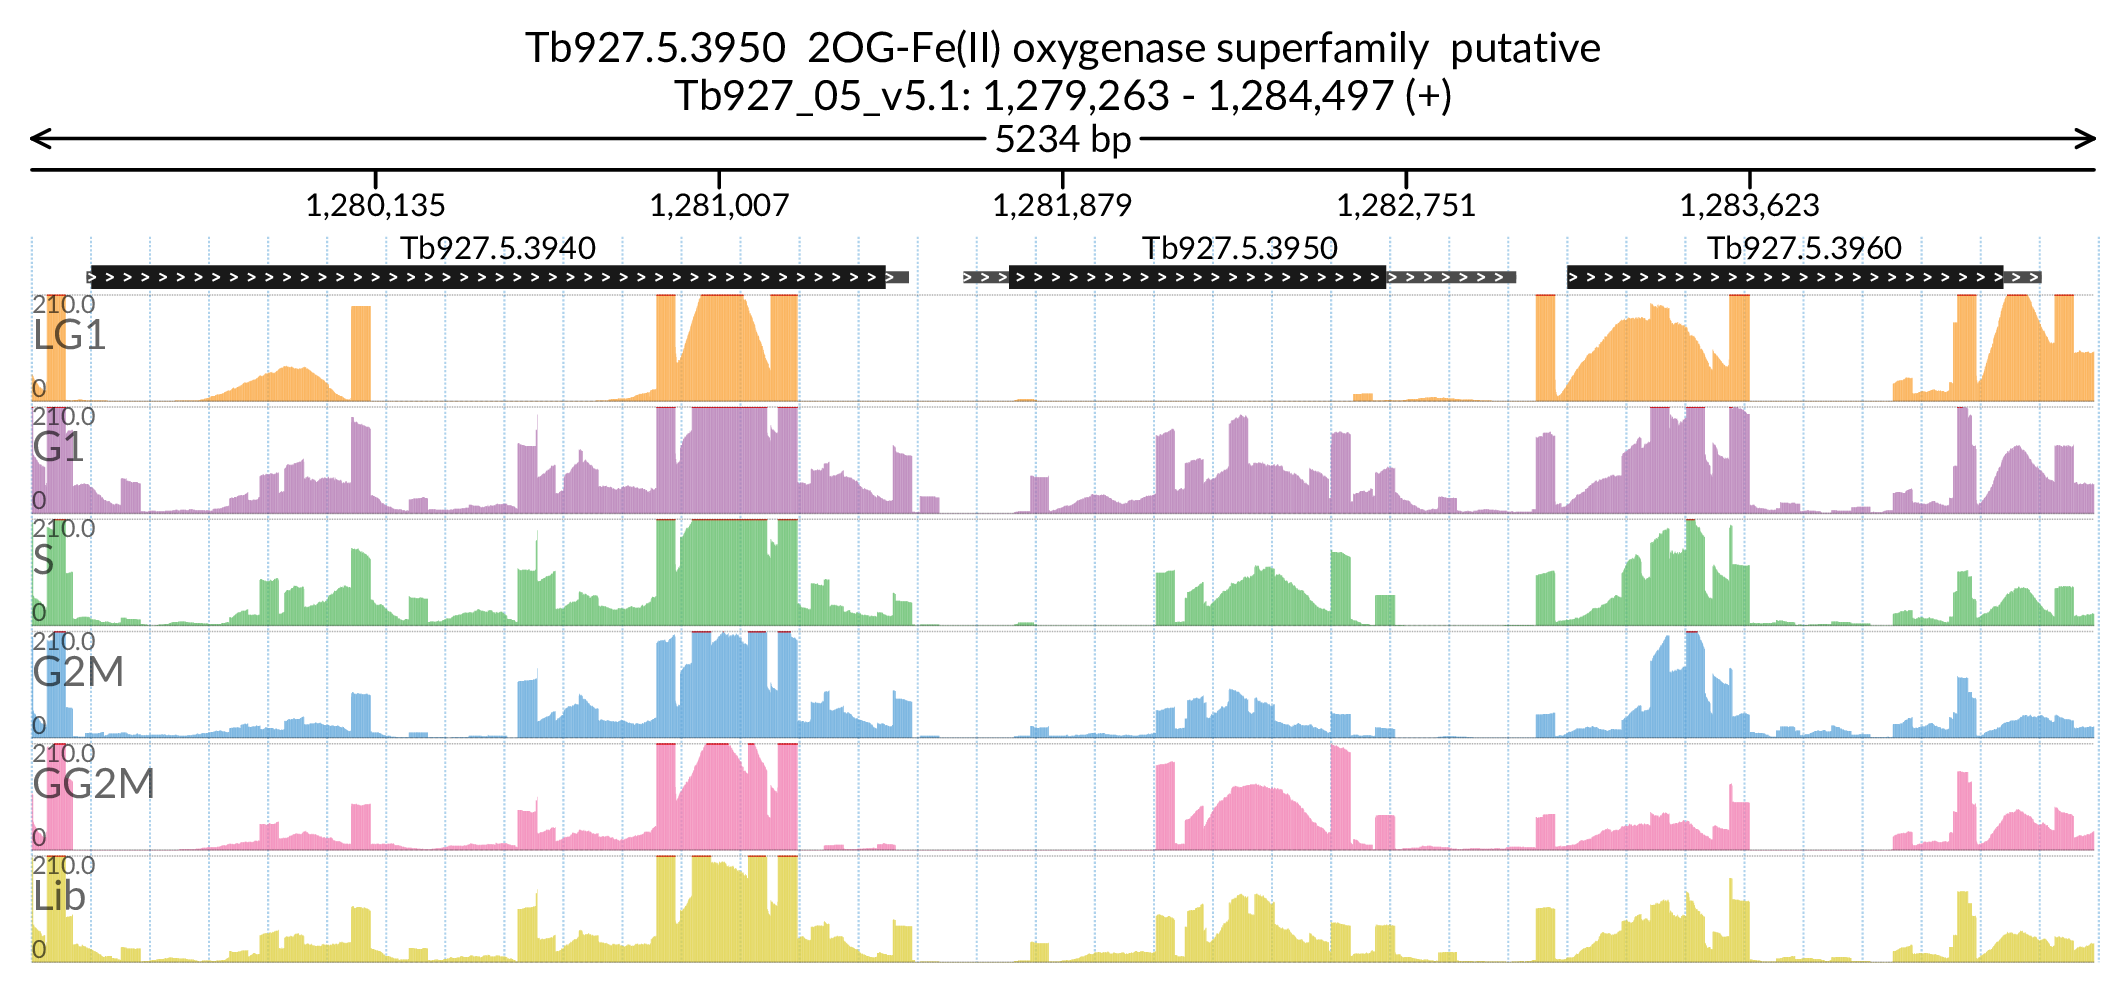 Tb927.5.3950  2OG-Fe(II) oxygenase superfamily  putative
Tb927_05_v5.1: 1,279,263 - 1,284,497 (+)
5234 bp
1,280,135 1,281,007 1,281,879 1,282,751 1,283,623
Tb927.5.3940 Tb927.5.3950 Tb927.5.3960
210.0
LG1
0
210.0
G1
0
210.0
S
0
210.0
G2M
0
210.0
GG2M
0
210.0
Lib
0